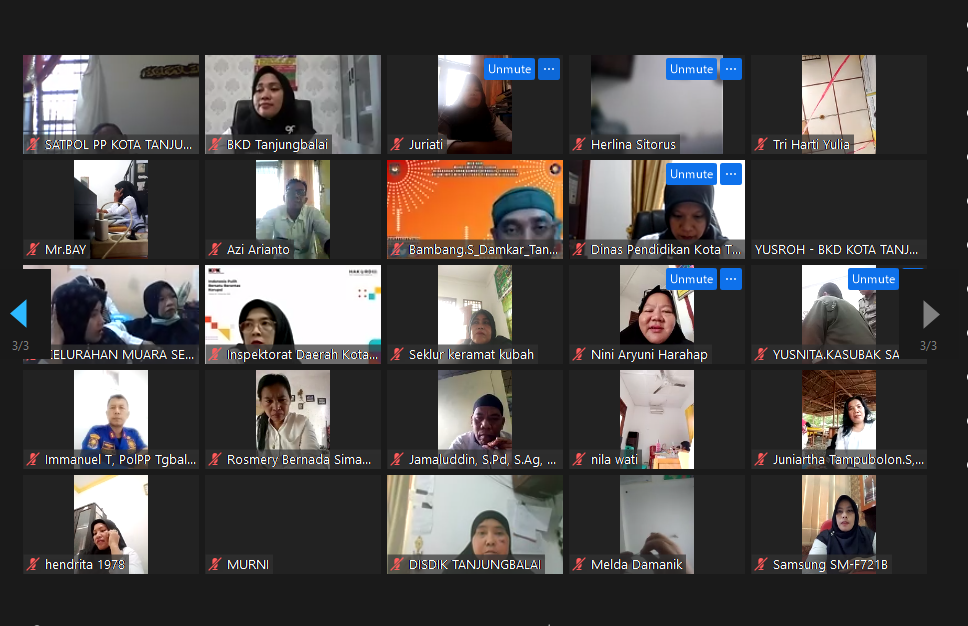 SATPOL PP KOTA TANJU...
BKD Tanjungbalai
Unmute ...
Juriati
Unmute ...
Herlina Sitorus
Tri Harti Yulia
Mr.BAY
Azi Arianto
Bambang.S_Damkar_Tan...
Unmute ...
Dinas Pendidikan Kota T...
YUSROH - BKD KOTA TANJ...
3/3
KELURAHAN MUARA SE...
Inspektorat Daerah Kota...
Seklur keramat kubah
Unmute ...
Nini Aryuni Harahap
Unmute
YUSNITA.KASUBAK SA
3/3
Immanuel T, PolPP Tgbal...
Rosmery Bernada Sima...
Jamaluddin, S.Pd, S.Ag, ...
nila wati
Juniartha Tampubolon.S,...
hendrita 1978
MURNI
DISDIK TANJUNGBALAI
Melda Damanik
Samsung SM-F721B